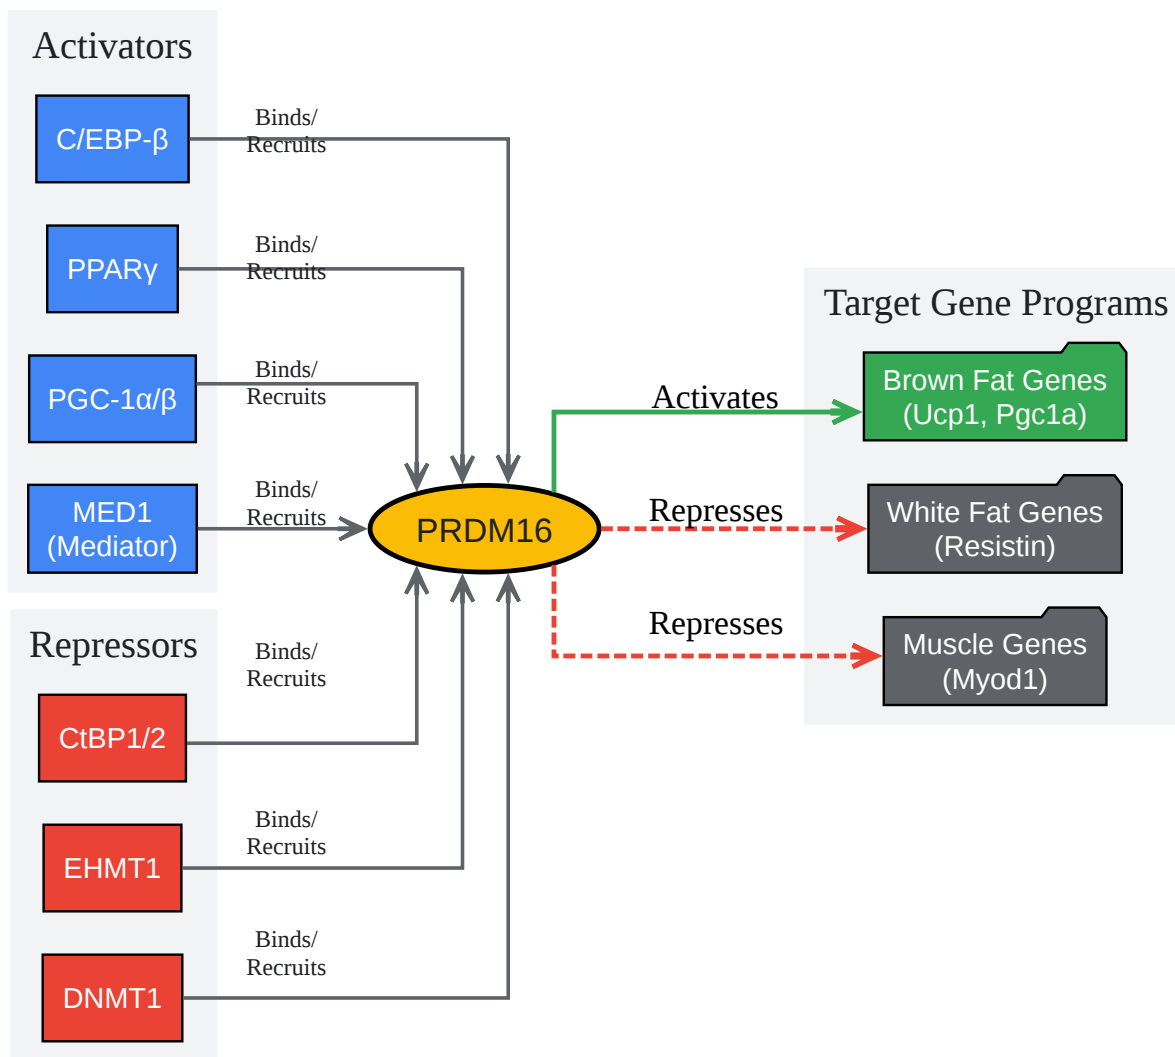 Activators
C/EBP-β
Binds/
Recruits
PPARγ
Binds/
Recruits
PGC-1α/β
Binds/
Recruits
MED1
(Mediator)
Binds/
Recruits
Repressors
CtBP1/2
Binds/
Recruits
EHMT1
Binds/
Recruits
DNMT1
Binds/
Recruits
PRDM16
Activates
Represses
Represses
Target Gene Programs
Brown Fat Genes
(Ucp1, Pgc1a)
White Fat Genes
(Resistin)
Muscle Genes
(Myod1)